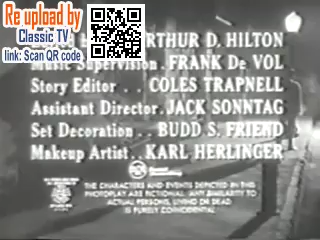 Re upload by
Classic TV
link: Scan QR code
ARTHUR D. HILTON
Music Supervision . FRANK De VOL
Story Editor . . COLES TRAPNELL
Assistant Director . JACK SONNTAG
Set Decoration . . BUDD S. FRIEND
Makeup Artist . . KARL HERLINGER
RCA
THE CHARACTERS AND EVENTS DEPICTED IN THIS
PHOTOPLAY ARE FICTIONAL. ANY SIMILARITY TO
ACTUAL PERSONS, LIVING OR DEAD
IS PURELY COINCIDENTAL